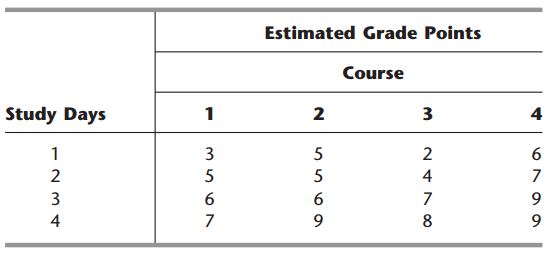 Estimated Grade Points
Course
Study Days 1 2 3 4
1 3 5 2 6
2 5 5 4 7
3 6 6 7 9
4 7 9 8 9